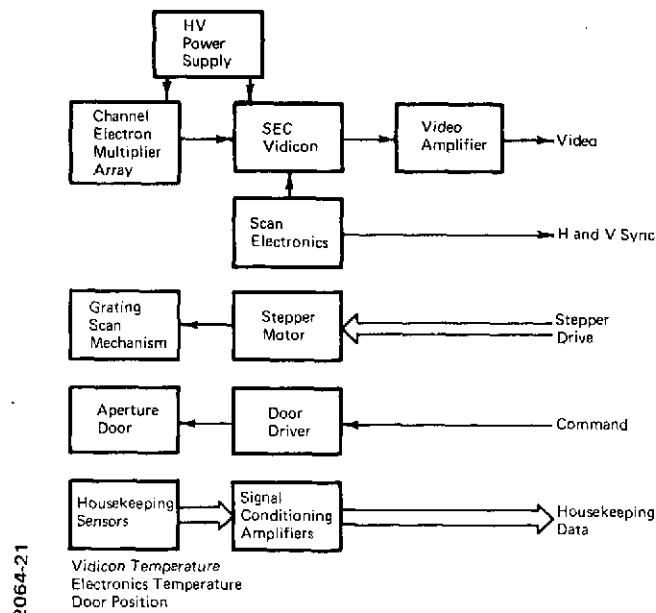 HV
Power
Supply
Channel
Electron
Multiplier
Array
SEC
Vidicon
Video
Amplifier
Video
Scan
Electronics
H and V Sync
Grating
Scan
Mechanism
Stepper
Motor
Stepper
Drive
Aperture
Door
Door
Driver
Command
Housekeeping
Sensors
Signal
Conditioning
Amplifiers
Housekeeping
Data
Vidicon Temperature
Electronics Temperature
Door Position
2064-21